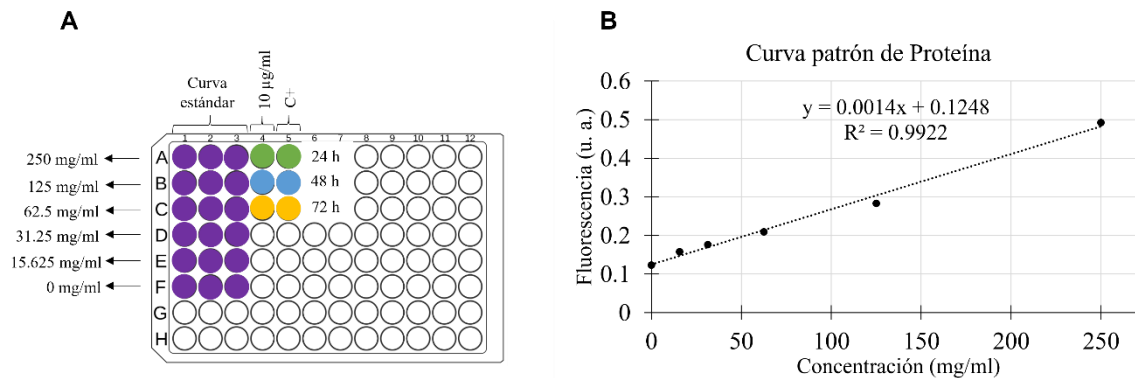 A
Curva
estándar
10 µg/ml
C+
1 2 3 4 5 6 7 8 9 10 11 12
250 mg/ml A 24 h
125 mg/ml B 48 h
62.5 mg/ml C 72 h
31.25 mg/ml D
15.625 mg/ml E
0 mg/ml F
G
H
B
Curva patrón de Proteína
y = 0.0014x + 0.1248
R² = 0.9922
Fluorescencia (u. a.)
0.6
0.5
0.4
0.3
0.2
0.1
0
0 50 100 150 200 250
Concentración (mg/ml)